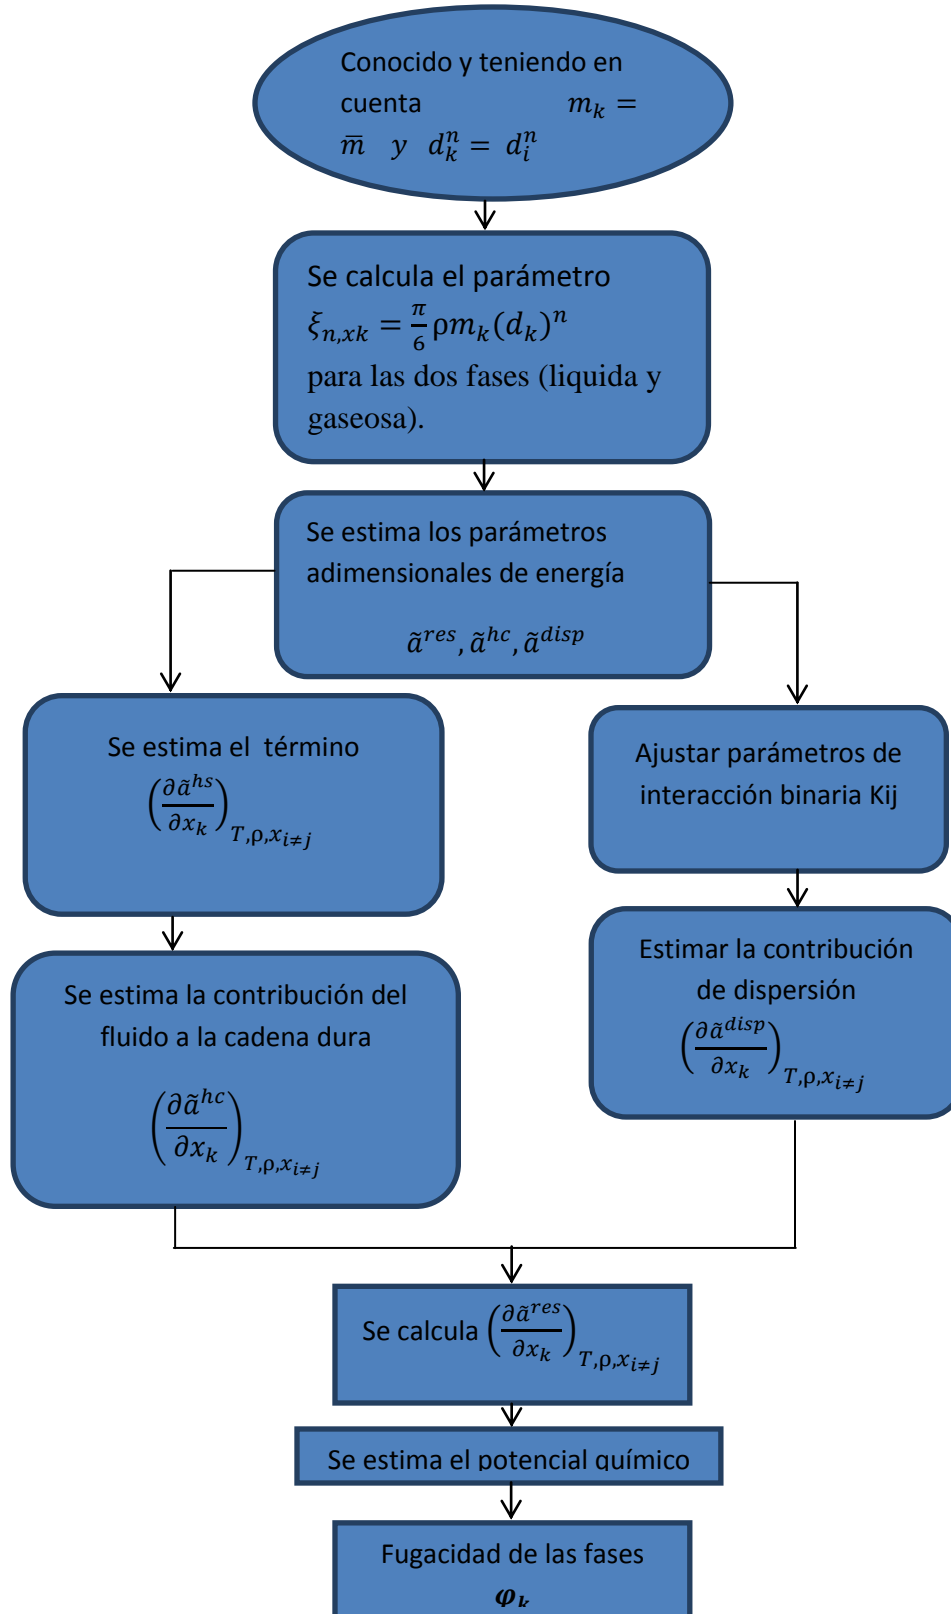 Conocido y teniendo en
cuenta m_k =
m̅ y d_k^n = d_i^n
Se calcula el parámetro
ξ_{n,xk} = π/6 ρm_k(d_k)^n
para las dos fases (liquida y
gaseosa).
Se estima los parámetros
adimensionales de energía
ã^{res}, ã^{hc}, ã^{disp}
Se estima el término
(∂ã^{hs}/∂x_k)_{T,ρ,x_{i≠j}}
Se estima la contribución del
fluido a la cadena dura
(∂ã^{hc}/∂x_k)_{T,ρ,x_{i≠j}}
Ajustar parámetros de
interacción binaria Kij
Estimar la contribución
de dispersión
(∂ã^{disp}/∂x_k)_{T,ρ,x_{i≠j}}
Se calcula (∂ã^{res}/∂x_k)_{T,ρ,x_{i≠j}}
Se estima el potencial químico
Fugacidad de las fases
φ_k